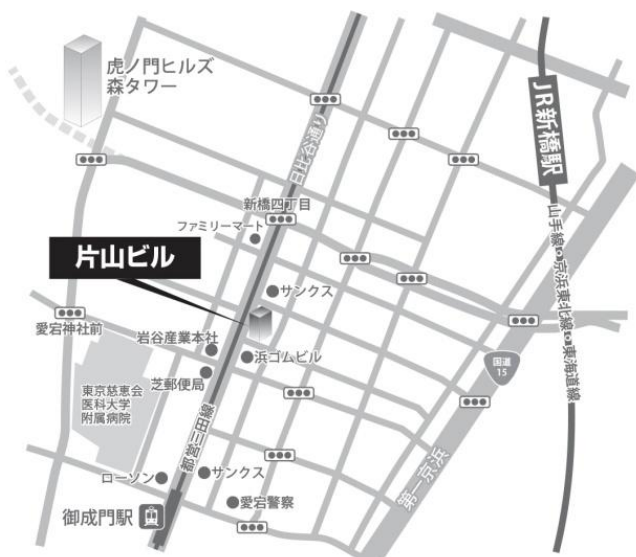 虎ノ門ヒルズ
森タワー
JR新橋駅
日比谷通り
新橋四丁目
ファミリーマート
片山ビル
サンクス
山手線・京浜東北線・東海道線
愛宕神社前
岩谷産業本社
浜ゴムビル
国道
15
芝郵便局
東京慈恵会
医科大学
附属病院
都営三田線
第一京浜
サンクス
ローソン
愛宕警察
御成門駅